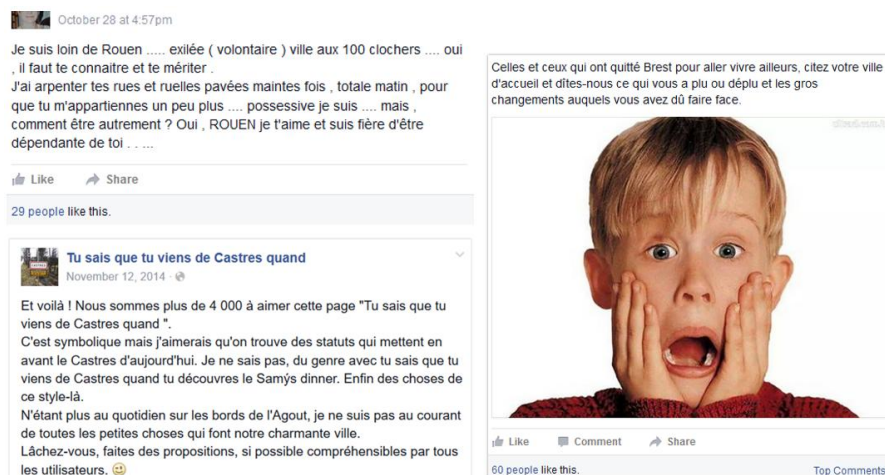 October 28 at 4:57pm
Je suis loin de Rouen ..... exilée ( volontaire ) ville aux 100 clochers .... oui
, il faut te connaitre et te mériter .
J'ai arpenter tes rues et ruelles pavées maintes fois , totale matin , pour
que tu m'appartiennes un peu plus .... possessive je suis .... mais ,
comment être autrement ? Oui , ROUEN je t'aime et suis fière d'être
dépendante de toi . . ...
Like Share
29 people like this.
Tu sais que tu viens de Castres quand
November 12, 2014
Et voilà ! Nous sommes plus de 4 000 à aimer cette page "Tu sais que tu
viens de Castres quand ".
C'est symbolique mais j'aimerais qu'on trouve des statuts qui mettent en
avant le Castres d'aujourd'hui. Je ne sais pas, du genre avec tu sais que tu
viens de Castres quand tu découvres le Samýs dinner. Enfin des choses de
ce style-là.
N'étant plus au quotidien sur les bords de l'Agout, je ne suis pas au courant
de toutes les petites choses qui font notre charmante ville.
Lâchez-vous, faites des propositions, si possible compréhensibles par tous
les utilisateurs.
Celles et ceux qui ont quitté Brest pour aller vivre ailleurs, citez votre ville
d'accueil et dîtes-nous ce qui vous a plu ou déplu et les gros
changements auquels vous avez dû faire face.
Like Comment Share
60 people like this. Top Comments